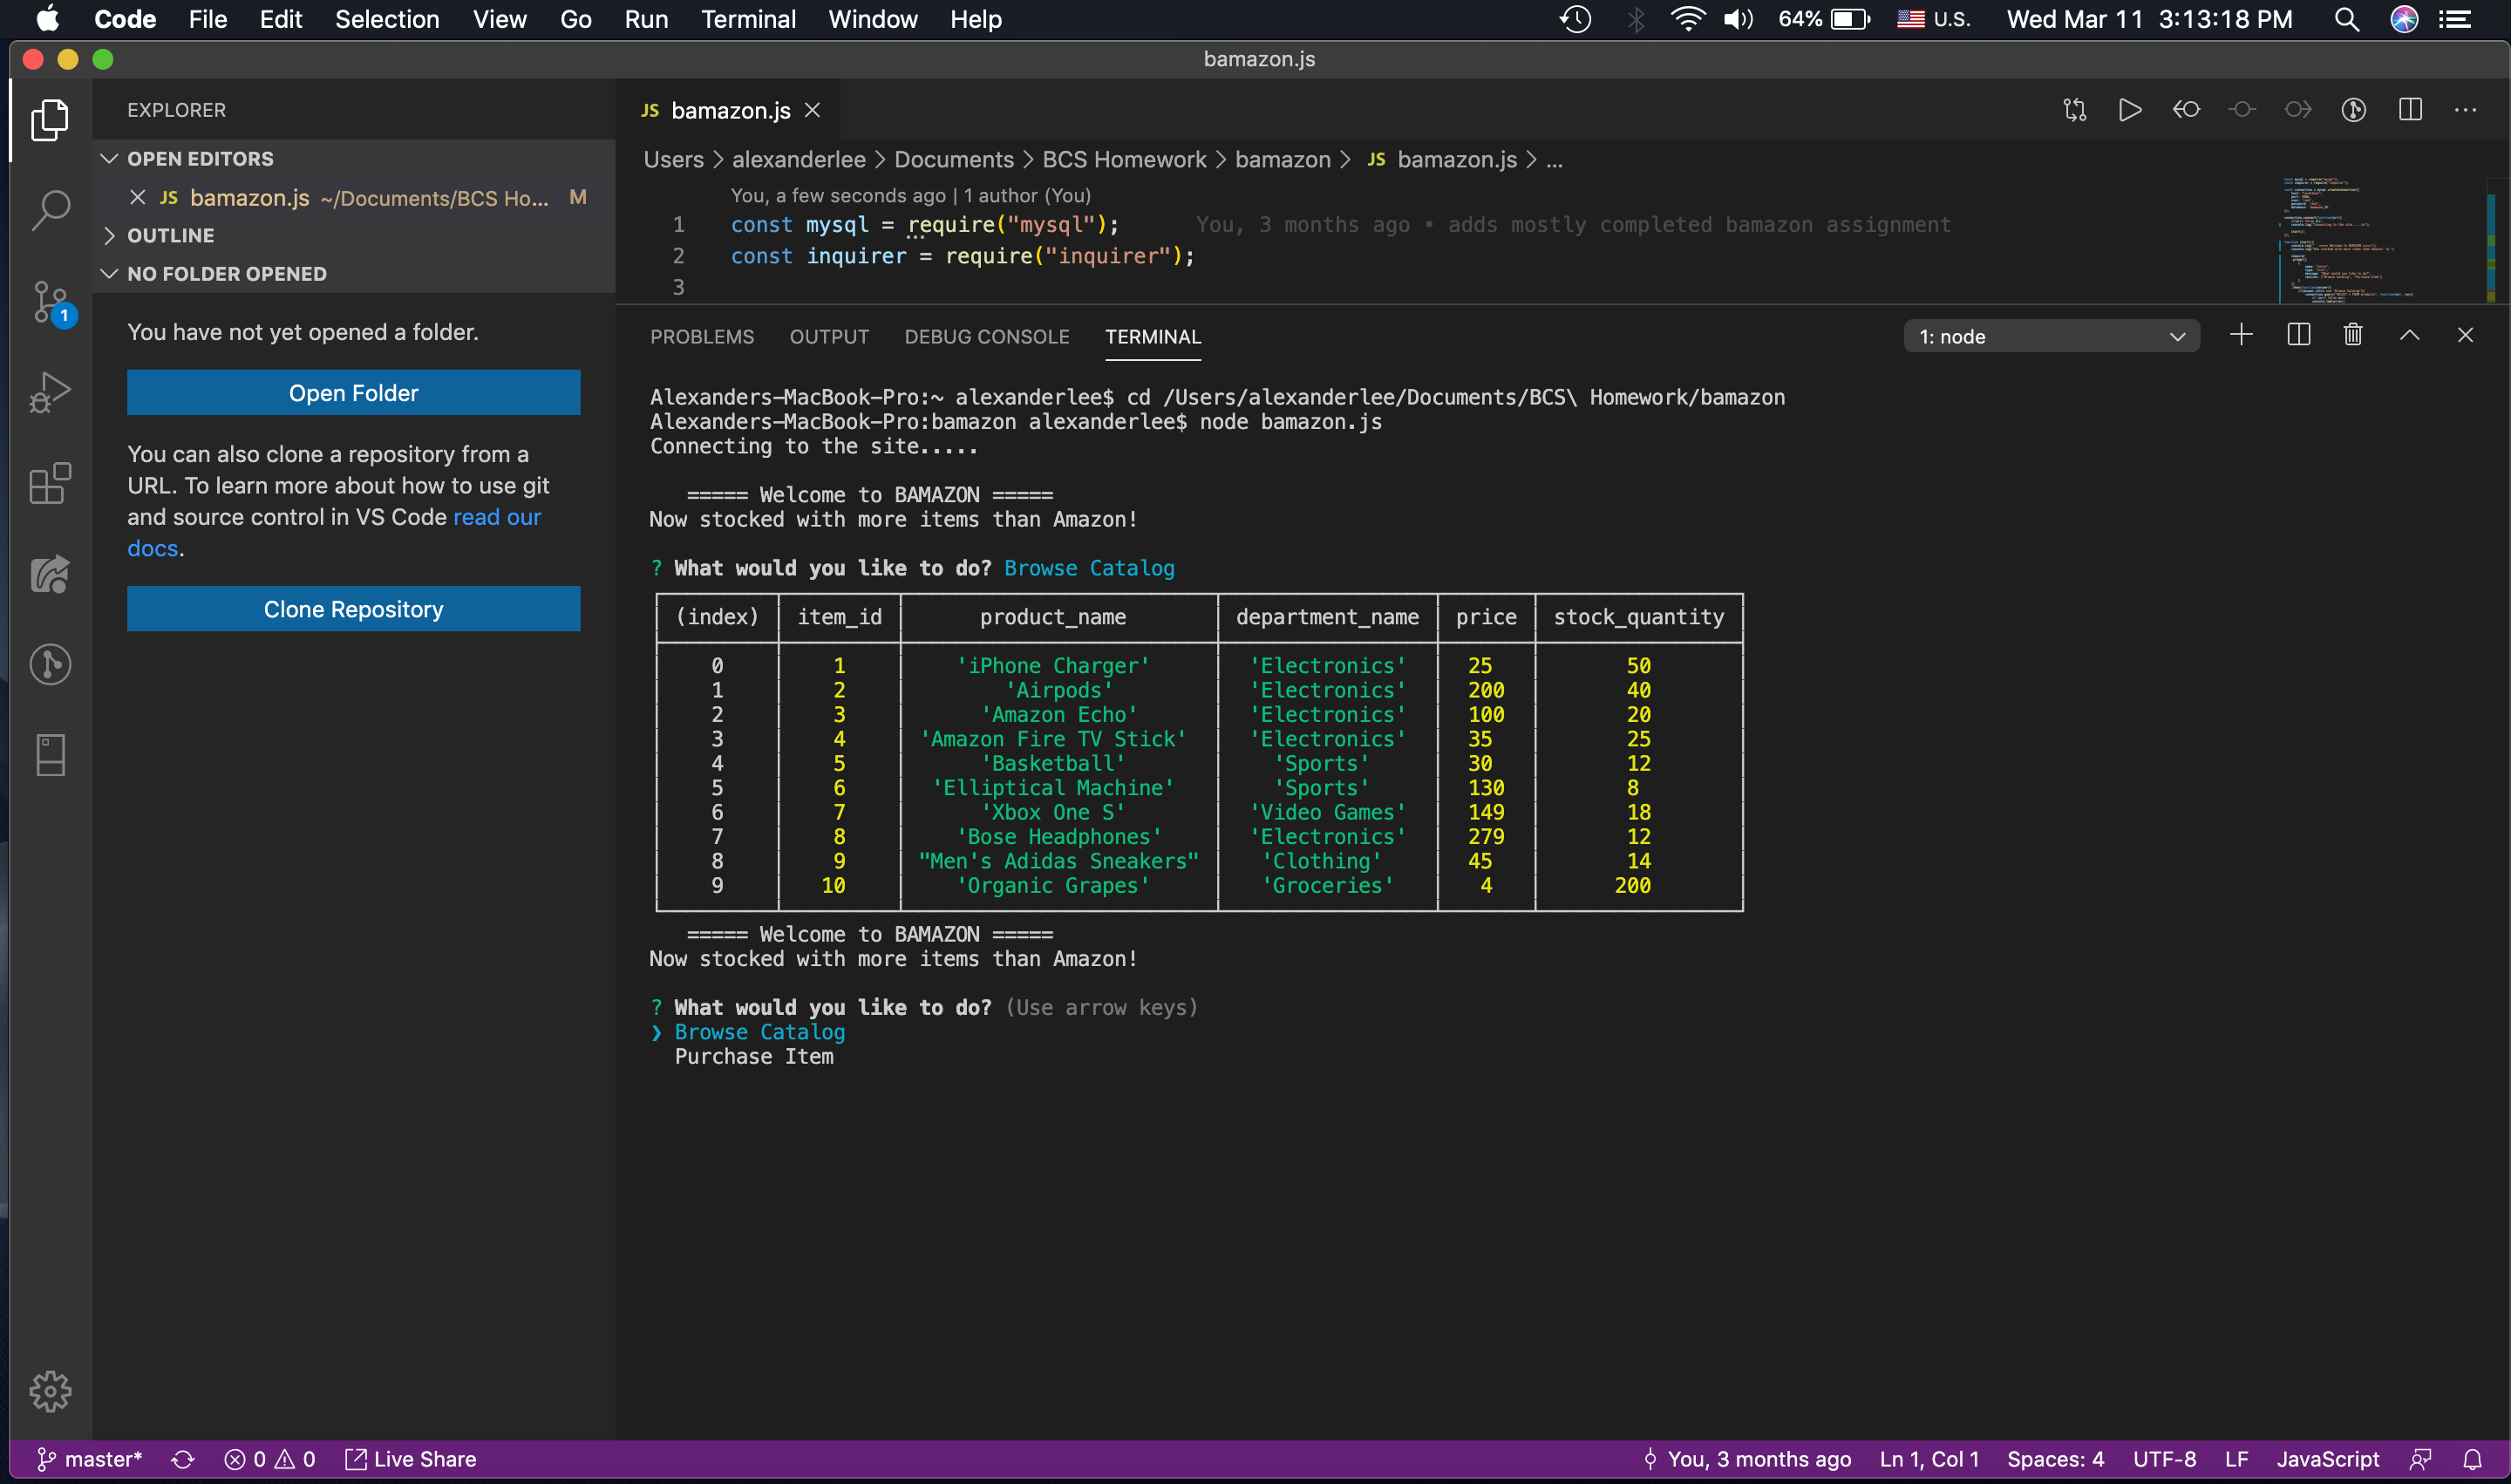 Code File Edit Selection View Go Run Terminal Window Help 64% U.S. Wed Mar 11 3:13:18 PM
bamazon.js
EXPLORER
OPEN EDITORS
JS bamazon.js ~/Documents/BCS Ho... M
OUTLINE
NO FOLDER OPENED
You have not yet opened a folder.
Open Folder
You can also clone a repository from a
URL. To learn more about how to use git
and source control in VS Code read our
docs.
Clone Repository
1
JS bamazon.js
Users > alexanderlee > Documents > BCS Homework > bamazon > JS bamazon.js > ...
You, a few seconds ago | 1 author (You)
1 const mysql = require("mysql"); You, 3 months ago • adds mostly completed bamazon assignment
2 const inquirer = require("inquirer");
3
PROBLEMS OUTPUT DEBUG CONSOLE TERMINAL 1: node
Alexanders-MacBook-Pro:~ alexanderlee$ cd /Users/alexanderlee/Documents/BCS\ Homework/bamazon
Alexanders-MacBook-Pro:bamazon alexanderlee$ node bamazon.js
Connecting to the site.....
===== Welcome to BAMAZON =====
Now stocked with more items than Amazon!
? What would you like to do? Browse Catalog
(index) item_id product_name department_name price stock_quantity
0 1 'iPhone Charger' 'Electronics' 25 50
1 2 'Airpods' 'Electronics' 200 40
2 3 'Amazon Echo' 'Electronics' 100 20
3 4 'Amazon Fire TV Stick' 'Electronics' 35 25
4 5 'Basketball' 'Sports' 30 12
5 6 'Elliptical Machine' 'Sports' 130 8
6 7 'Xbox One S' 'Video Games' 149 18
7 8 'Bose Headphones' 'Electronics' 279 12
8 9 "Men's Adidas Sneakers" 'Clothing' 45 14
9 10 'Organic Grapes' 'Groceries' 4 200
===== Welcome to BAMAZON =====
Now stocked with more items than Amazon!
? What would you like to do? (Use arrow keys)
❯ Browse Catalog
Purchase Item
master* 0 0 Live Share You, 3 months ago Ln 1, Col 1 Spaces: 4 UTF-8 LF JavaScript